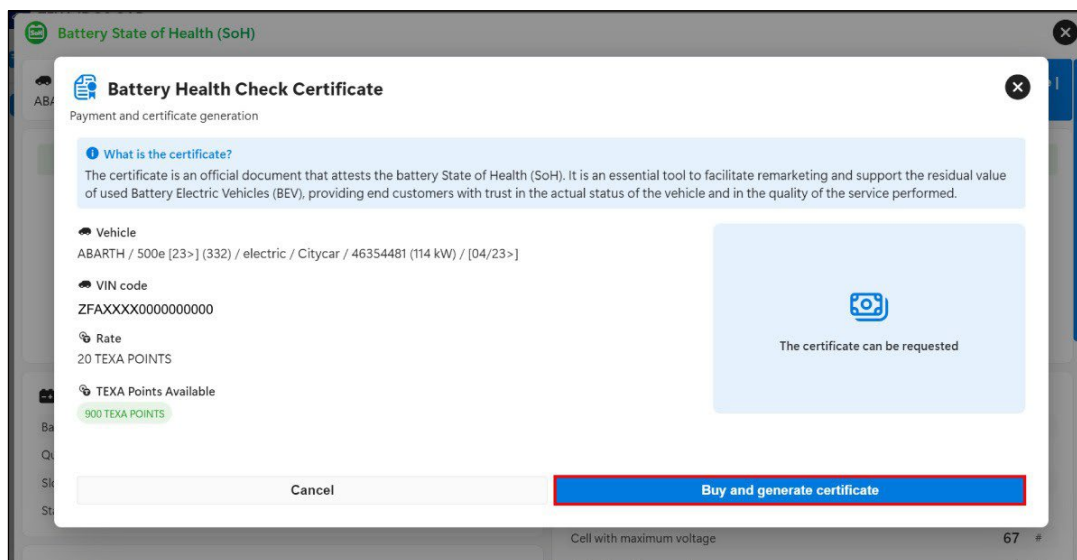 Battery State of Health (SoH)
Battery Health Check Certificate
Payment and certificate generation
What is the certificate?
The certificate is an official document that attests the battery State of Health (SoH). It is an essential tool to facilitate remarketing and support the residual value
of used Battery Electric Vehicles (BEV), providing end customers with trust in the actual status of the vehicle and in the quality of the service performed.
Vehicle
ABARTH / 500e [23>] (332) / electric / Citycar / 46354481 (114 kW) / [04/23>]
VIN code
ZFAXXXX0000000000
Rate
20 TEXA POINTS
TEXA Points Available
900 TEXA POINTS
The certificate can be requested
Cancel
Buy and generate certificate
Cell with maximum voltage 67 #